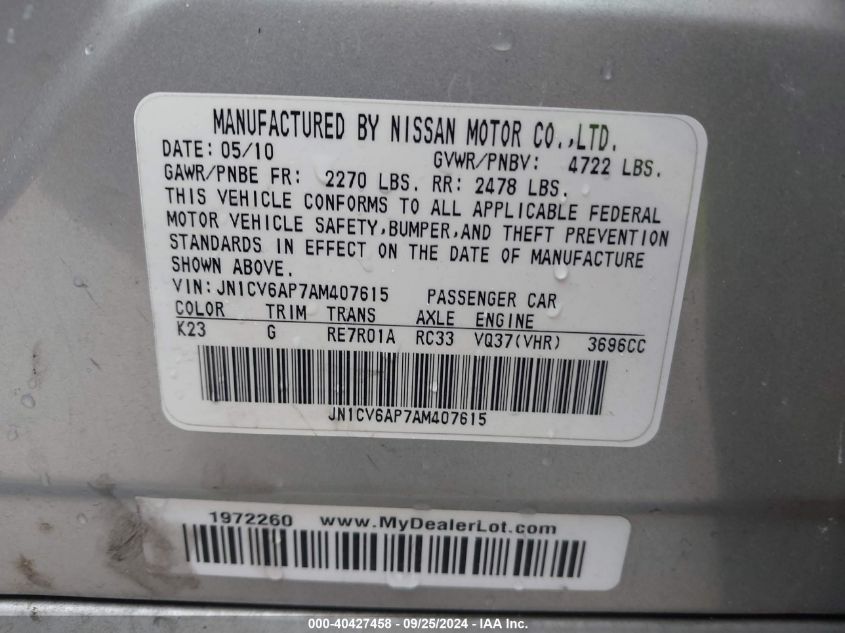 MANUFACTURED BY NISSAN MOTOR CO.,LTD.
DATE: 05/10 GVWR/PNBV: 4722 LBS.
GAWR/PNBE FR: 2270 LBS. RR: 2478 LBS.
THIS VEHICLE CONFORMS TO ALL APPLICABLE FEDERAL
MOTOR VEHICLE SAFETY,BUMPER,AND THEFT PREVENTION
STANDARDS IN EFFECT ON THE DATE OF MANUFACTURE
SHOWN ABOVE.
VIN: JN1CV6AP7AM407615 PASSENGER CAR
COLOR TRIM TRANS AXLE ENGINE
K23 G RE7R01A RC33 VQ37(VHR) 3696CC
JN1CV6AP7AM407615
1972260 www.MyDealerLot.com
000-40427458 - 09/25/2024 - IAA Inc.